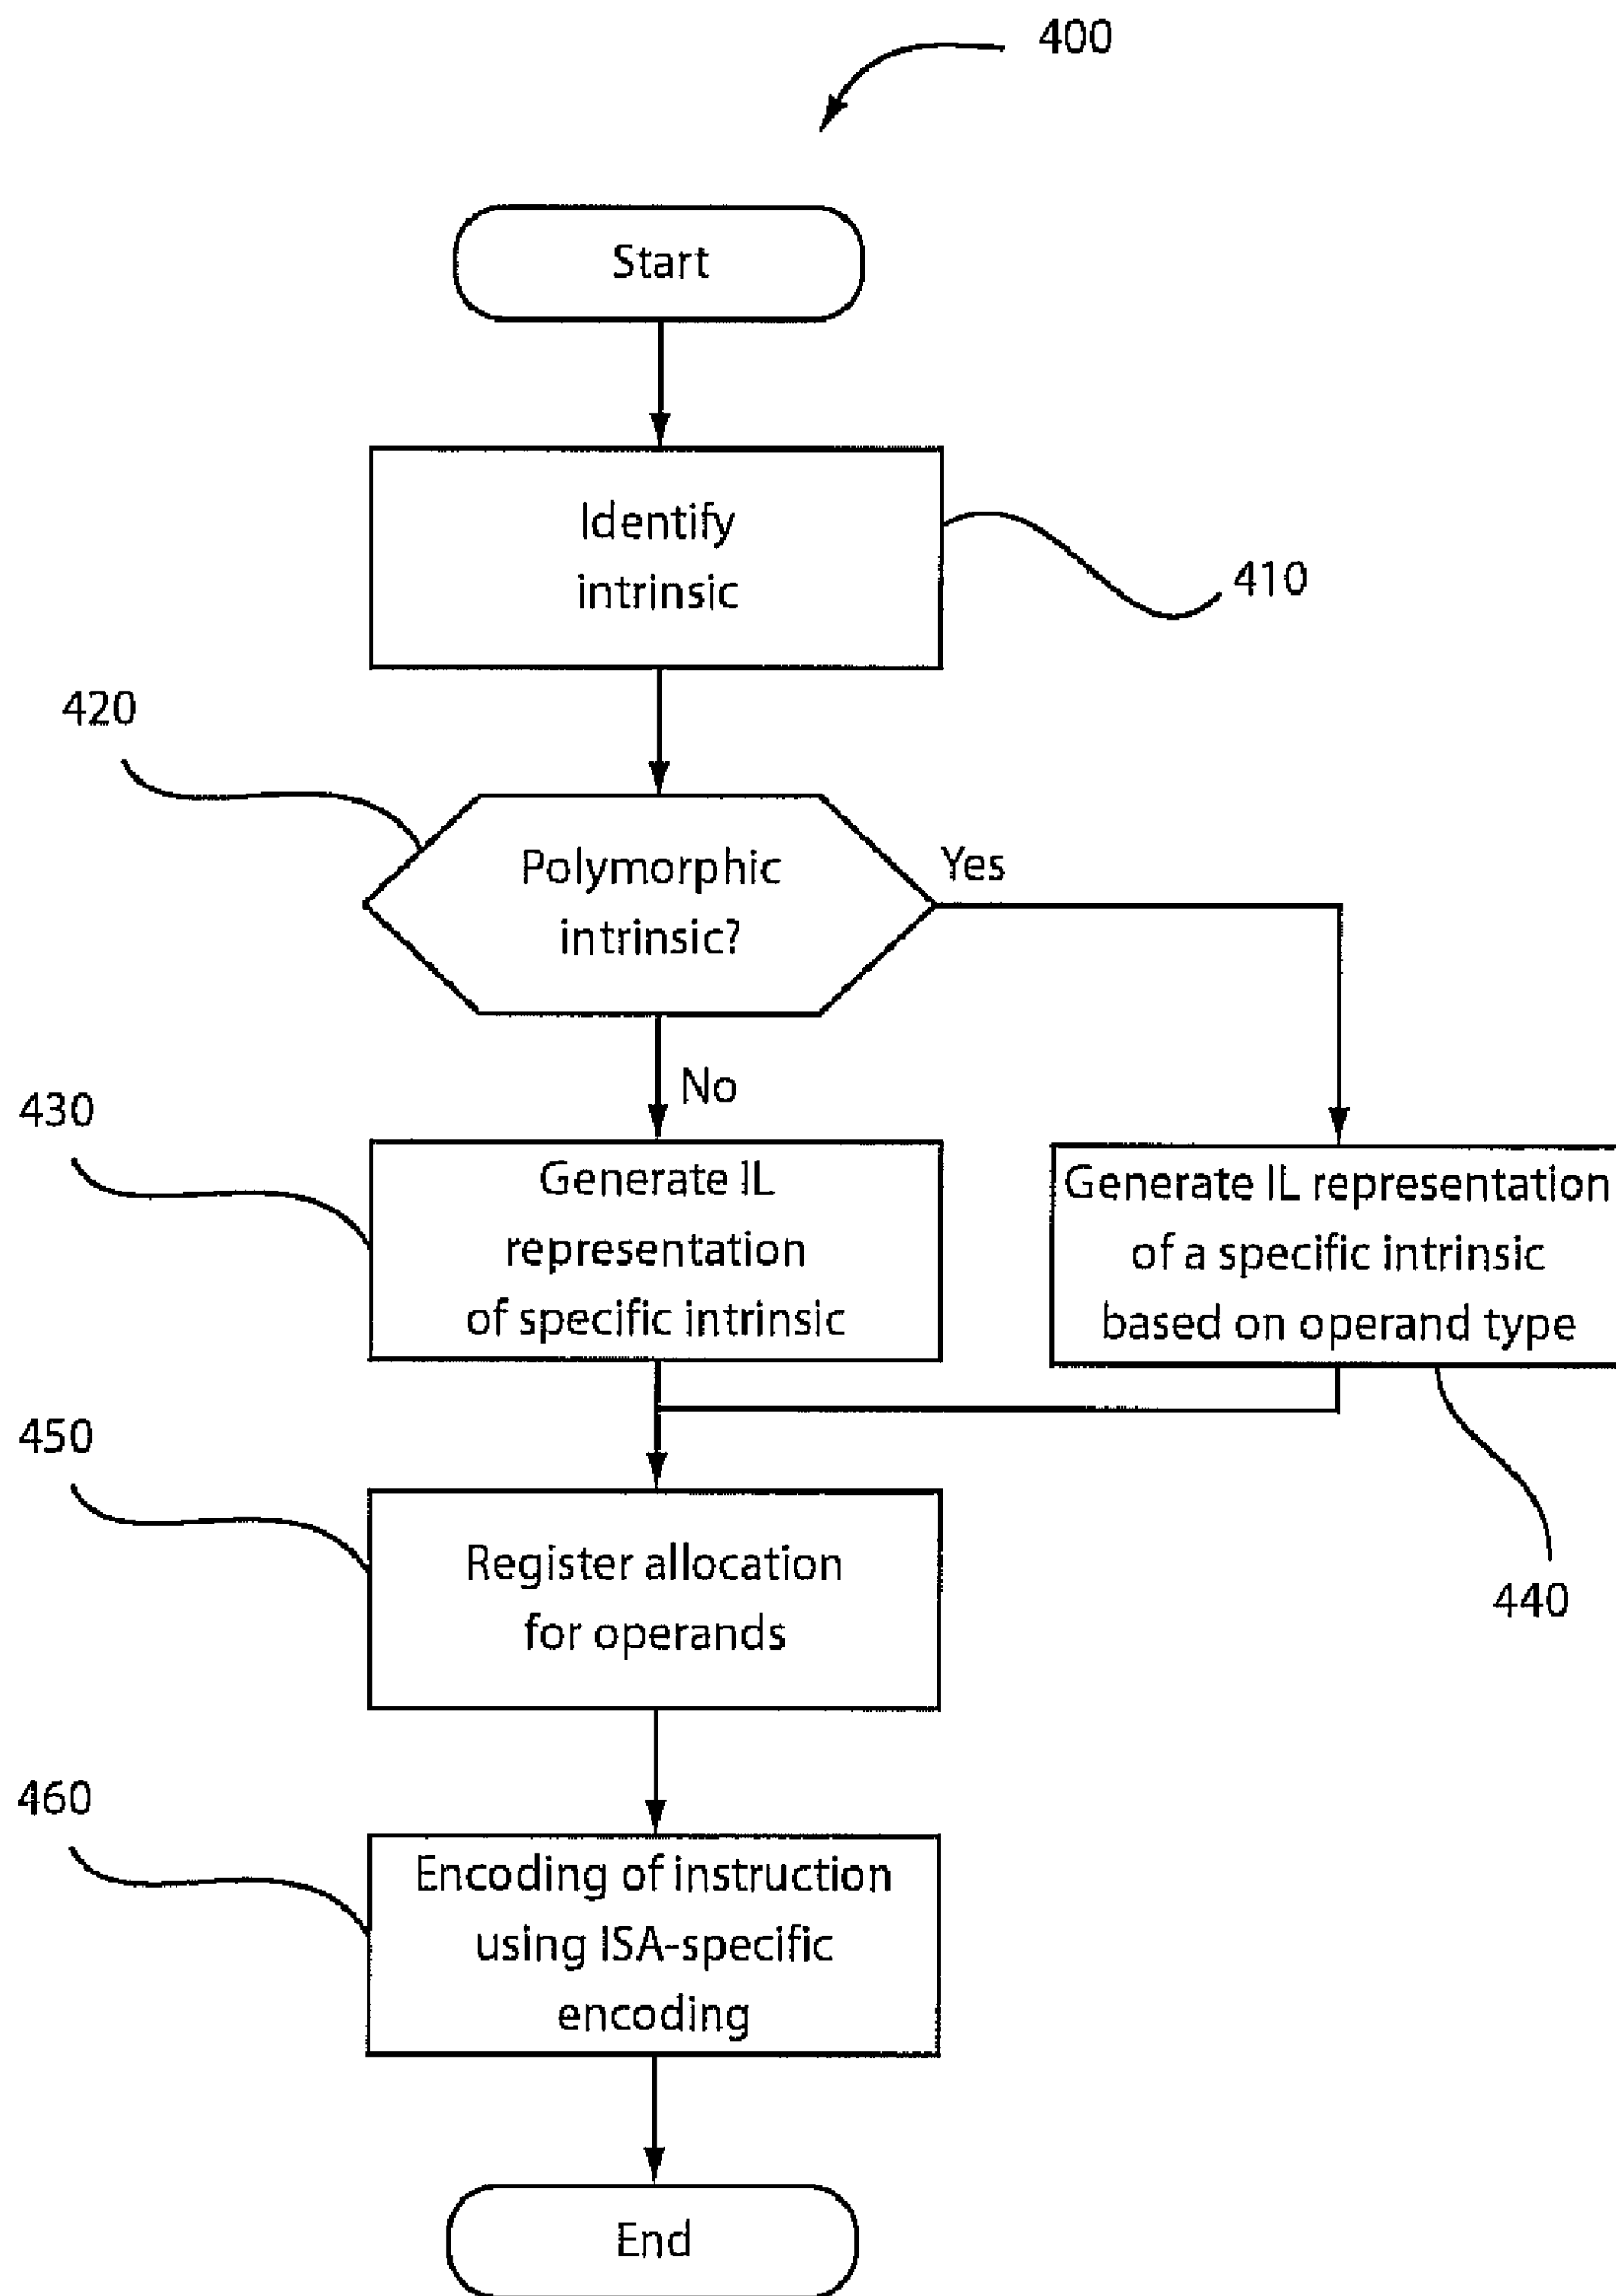 400
Start
Identify
intrinsic
410
420
Polymorphic
intrinsic?
Yes
No
430
Generate IL
representation
of specific intrinsic
Generate IL representation
of a specific intrinsic
based on operand type
440
450
Register allocation
for operands
460
Encoding of instruction
using ISA-specific
encoding
End